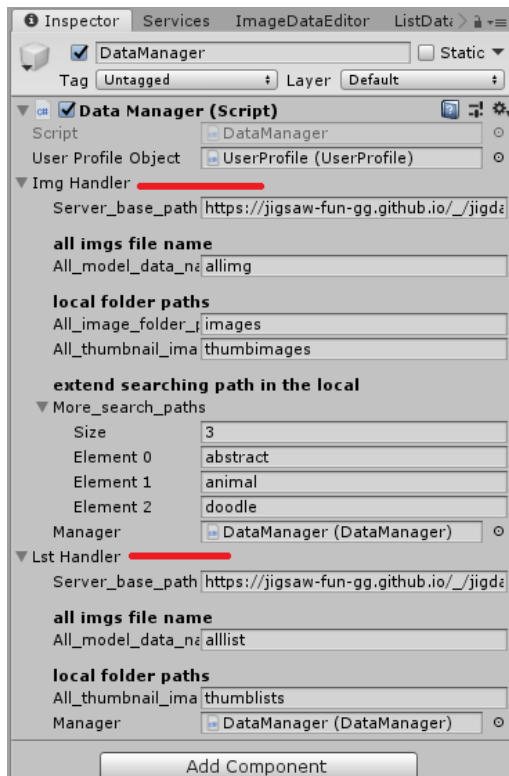 Inspector Services ImageDataEditor ListData
DataManager Static
Tag Untagged Layer Default
Data Manager (Script)
Script DataManager
User Profile Object UserProfile (UserProfile)
Img Handler
Server_base_path https://jigsaw-fun-gg.github.io/_/jigda
all imgs file name
All_model_data_na allimg
local folder paths
All_image_folder_p images
All_thumbnail_ima thumbimages
extend searching path in the local
More_search_paths
Size 3
Element 0 abstract
Element 1 animal
Element 2 doodle
Manager DataManager (DataManager)
Lst Handler
Server_base_path https://jigsaw-fun-gg.github.io/_/jigda
all imgs file name
All_model_data_na alllist
local folder paths
All_thumbnail_ima thumblists
Manager DataManager (DataManager)
Add Component